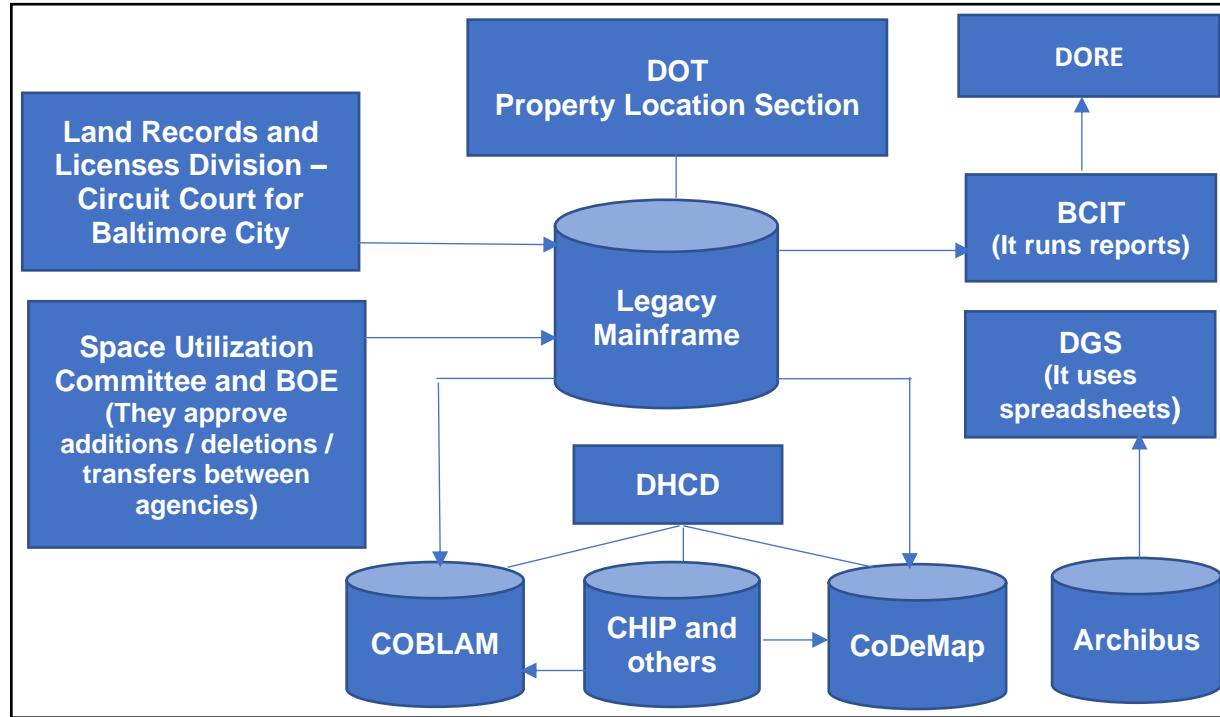 DOT
Property Location Section
DORE
Land Records and
Licenses Division –
Circuit Court for
Baltimore City
BCIT
(It runs reports)
Legacy
Mainframe
Space Utilization
Committee and BOE
(They approve
additions / deletions /
transfers between
agencies)
DGS
(It uses
spreadsheets)
DHCD
COBLAM
CHIP and
others
CoDeMap
Archibus